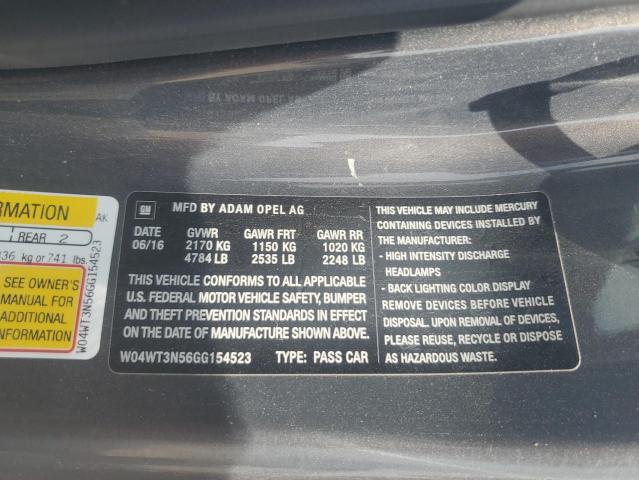 RMATION
AK
1 REAR 2
336 kg or 741 lbs.
SEE OWNER'S
MANUAL FOR
ADDITIONAL
INFORMATION
W04WT3N56GG154523
GM
MFD BY ADAM OPEL AG
DATE GVWR GAWR FRT GAWR RR
06/16 2170 KG 1150 KG 1020 KG
4784 LB 2535 LB 2248 LB
THIS VEHICLE CONFORMS TO ALL APPLICABLE
U.S. FEDERAL MOTOR VEHICLE SAFETY, BUMPER
AND THEFT PREVENTION STANDARDS IN EFFECT
ON THE DATE OF MANUFACTURE SHOWN ABOVE.
W04WT3N56GG154523 TYPE: PASS CAR
THIS VEHICLE MAY INCLUDE MERCURY
CONTAINING DEVICES INSTALLED BY
THE MANUFACTURER:
- HIGH INTENSITY DISCHARGE
HEADLAMPS
- BACK LIGHTING COLOR DISPLAY
REMOVE DEVICES BEFORE VEHICLE
DISPOSAL. UPON REMOVAL OF DEVICES,
PLEASE REUSE, RECYCLE OR DISPOSE
AS HAZARDOUS WASTE.